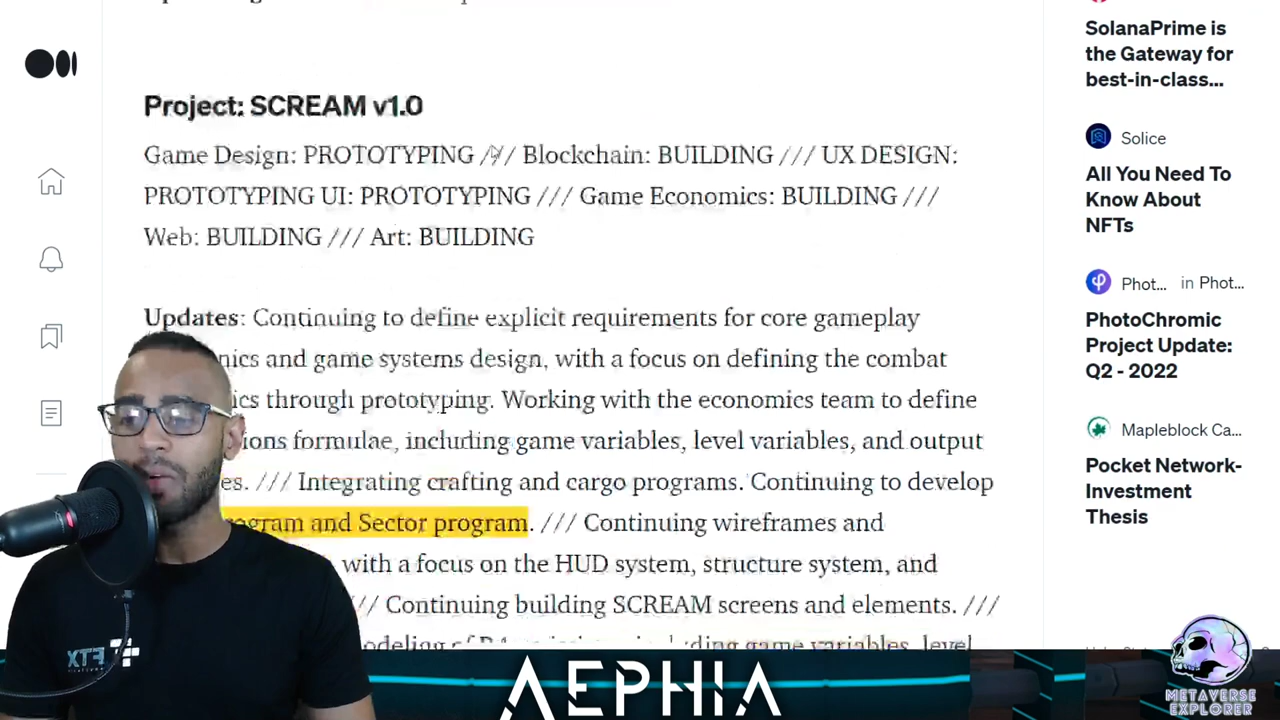 Project: SCREAM v1.0
Game Design: PROTOTYPING /// Blockchain: BUILDING /// UX DESIGN:
PROTOTYPING UI: PROTOTYPING /// Game Economics: BUILDING ///
Web: BUILDING /// Art: BUILDING
Updates: Continuing to define explicit requirements for core gameplay
nics and game systems design, with a focus on defining the combat
ics through prototyping. Working with the economics team to define
ions formulae, including game variables, level variables, and output
es. /// Integrating crafting and cargo programs. Continuing to develop
ogram and Sector program. /// Continuing wireframes and
with a focus on the HUD system, structure system, and
/// Continuing building SCREAM screens and elements. ///
game variables, level
SolanaPrime is
the Gateway for
best-in-class...
Solice
All You Need To
Know About
NFTs
Phot... in Phot...
PhotoChromic
Project Update:
Q2 - 2022
Mapleblock Ca...
Pocket Network-
Investment
Thesis
FTX
AEPHIA
METAVERSE
EXPLORER